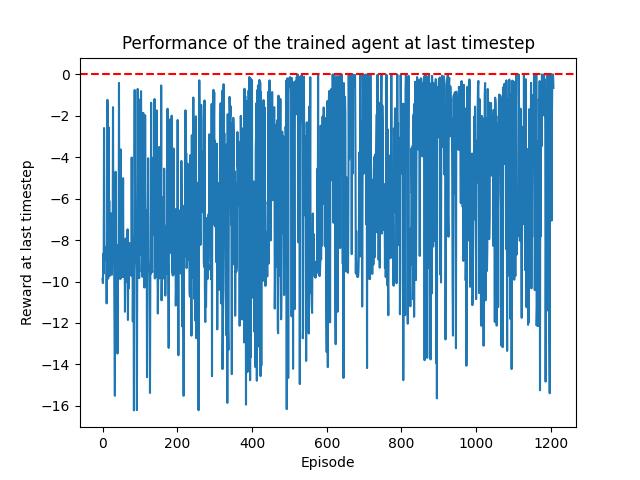 Performance of the trained agent at last timestep
Reward at last timestep
0
−2
−4
−6
−8
−10
−12
−14
−16
0 200 400 600 800 1000 1200
Episode